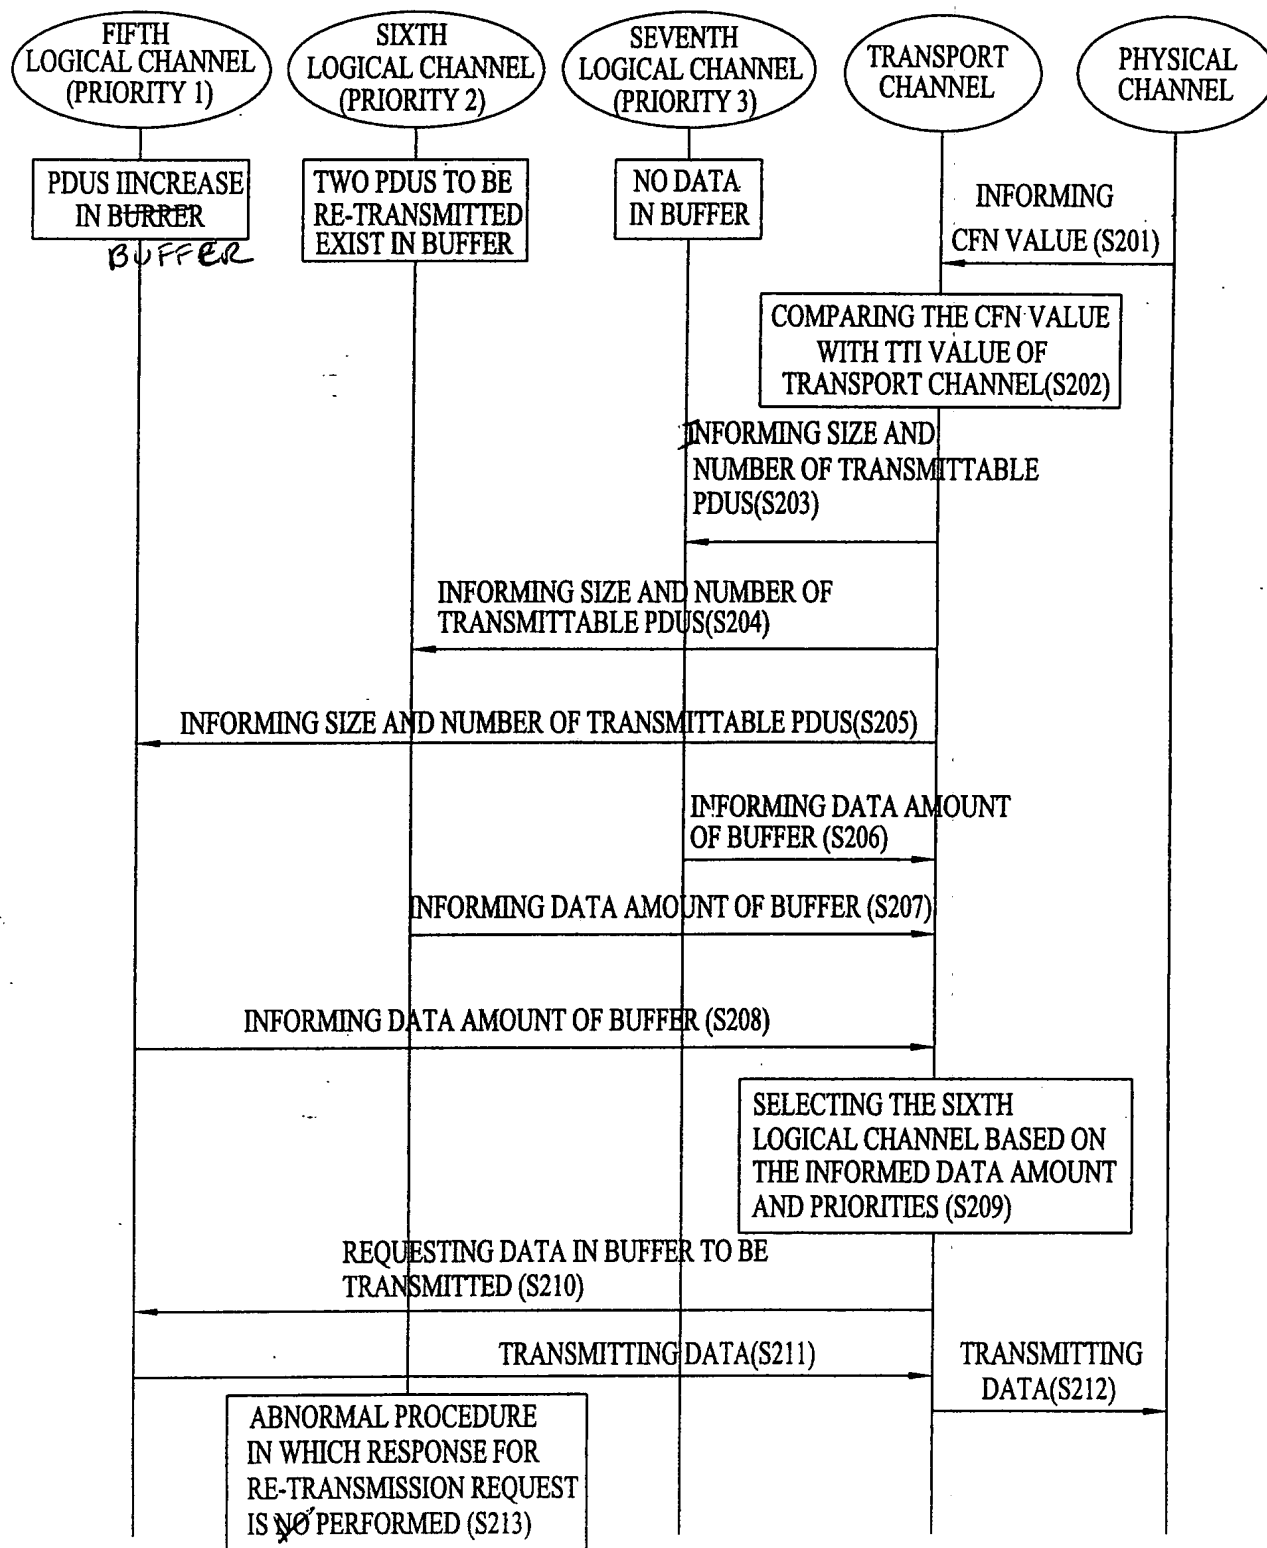 FIFTH
LOGICAL CHANNEL
(PRIORITY 1)
SIXTH
LOGICAL CHANNEL
(PRIORITY 2)
SEVENTH
LOGICAL CHANNEL
(PRIORITY 3)
TRANSPORT
CHANNEL
PHYSICAL
CHANNEL
PDUS IINCREASE
IN BURRER
BUFFER
TWO PDUS TO BE
RE-TRANSMITTED
EXIST IN BUFFER
NO DATA
IN BUFFER
INFORMING
CFN VALUE (S201)
COMPARING THE CFN VALUE
WITH TTI VALUE OF
TRANSPORT CHANNEL(S202)
INFORMING SIZE AND
NUMBER OF TRANSMITTABLE
PDUS(S203)
INFORMING SIZE AND NUMBER OF
TRANSMITTABLE PDUS(S204)
INFORMING SIZE AND NUMBER OF TRANSMITTABLE PDUS(S205)
INFORMING DATA AMOUNT
OF BUFFER (S206)
INFORMING DATA AMOUNT OF BUFFER (S207)
INFORMING DATA AMOUNT OF BUFFER (S208)
SELECTING THE SIXTH
LOGICAL CHANNEL BASED ON
THE INFORMED DATA AMOUNT
AND PRIORITIES (S209)
REQUESTING DATA IN BUFFER TO BE
TRANSMITTED (S210)
TRANSMITTING DATA(S211)
TRANSMITTING
DATA(S212)
ABNORMAL PROCEDURE
IN WHICH RESPONSE FOR
RE-TRANSMISSION REQUEST
IS NO PERFORMED (S213)